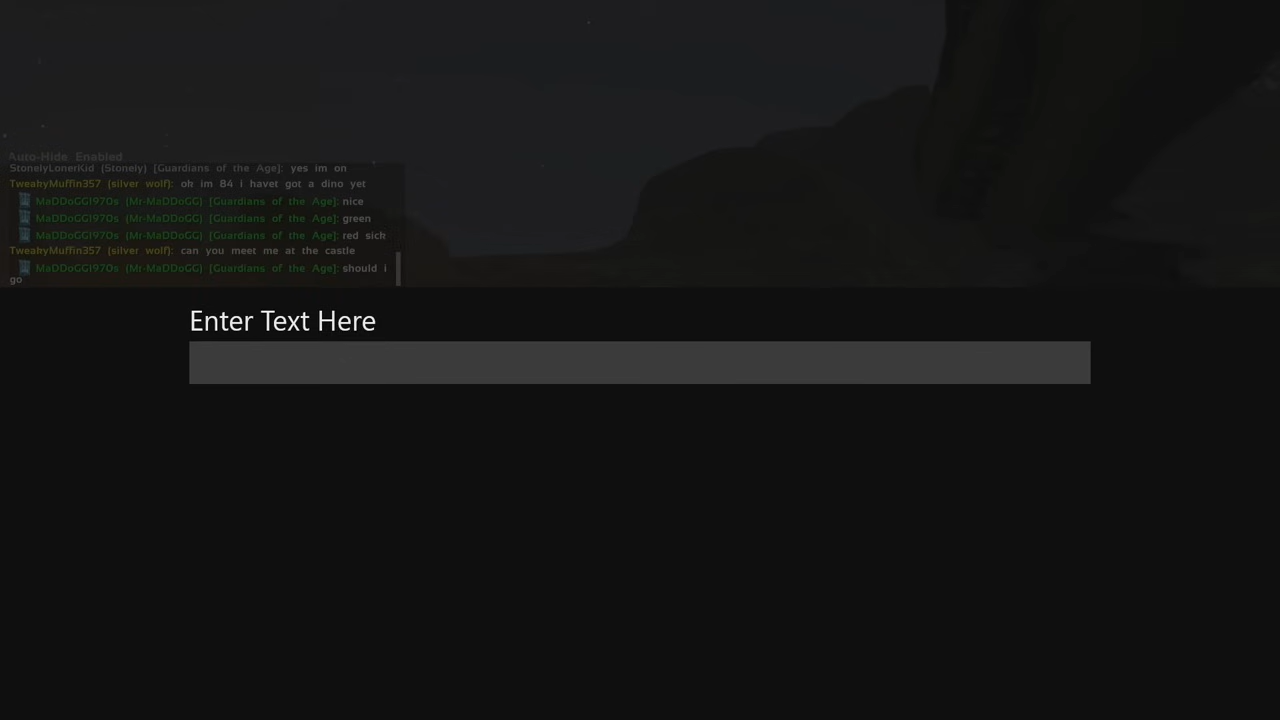 Auto-Hide Enabled
StonelyLonerKid (Stonely) [Guardians of the Age]: yes im on
TweakyMuffin357 (silver wolf): ok im 84 i havet got a dino yet
MaDDoGG1970s (Mr-MaDDoGG) [Guardians of the Age]: nice
MaDDoGG1970s (Mr-MaDDoGG) [Guardians of the Age]: green
MaDDoGG1970s (Mr-MaDDoGG) [Guardians of the Age]: red sick
TweakyMuffin357 (silver wolf): can you meet me at the castle
MaDDoGG1970s (Mr-MaDDoGG) [Guardians of the Age]: should i
go
Enter Text Here